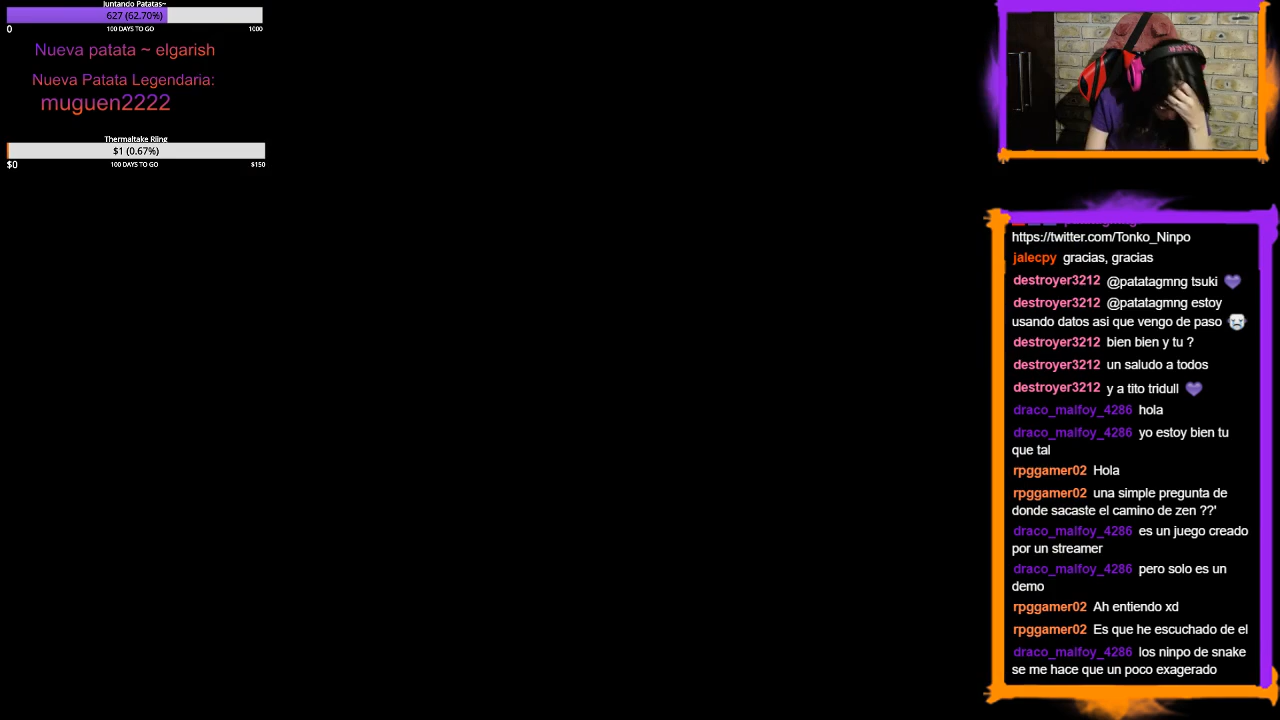 Juntando Patatas~
627 (62.70%)
0
100 DAYS TO GO
1000
Nueva patata ~ elgarish
Nueva Patata Legendaria:
muguen2222
Thermaltake Riing
$1 (0.67%)
$0
100 DAYS TO GO
$150
https://twitter.com/Tonko_Ninpo
jalecpy gracias, gracias
destroyer3212 @patatagmng tsuki
destroyer3212 @patatagmng estoy
usando datos asi que vengo de paso
destroyer3212 bien bien y tu ?
destroyer3212 un saludo a todos
destroyer3212 y a tito tridull
draco_malfoy_4286 hola
draco_malfoy_4286 yo estoy bien tu
que tal
rpggamer02 Hola
rpggamer02 una simple pregunta de
donde sacaste el camino de zen ??'
draco_malfoy_4286 es un juego creado
por un streamer
draco_malfoy_4286 pero solo es un
demo
rpggamer02 Ah entiendo xd
rpggamer02 Es que he escuchado de el
draco_malfoy_4286 los ninpo de snake
se me hace que un poco exagerado